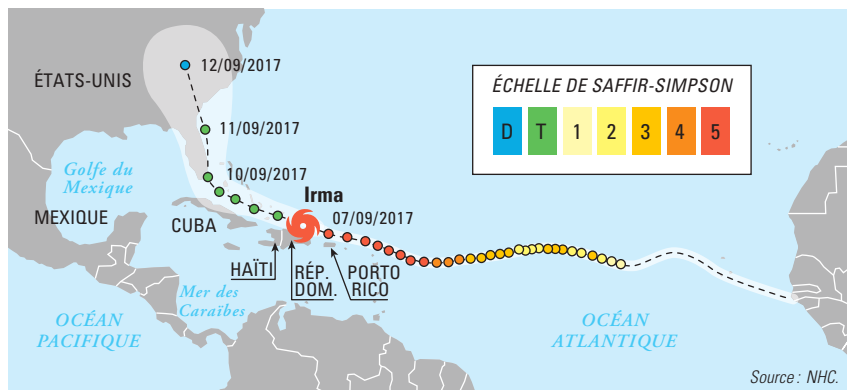 ÉTATS-UNIS
12/09/2017
11/09/2017
Golfe du
Mexique
10/09/2017
MEXIQUE
CUBA
Irma
07/09/2017
HAÏTI
RÉP.
DOM.
PORTO
RICO
Mer des
Caraïbes
OCÉAN
PACIFIQUE
OCÉAN
ATLANTIQUE
ÉCHELLE DE SAFFIR-SIMPSON
D T 1 2 3 4 5
Source : NHC.